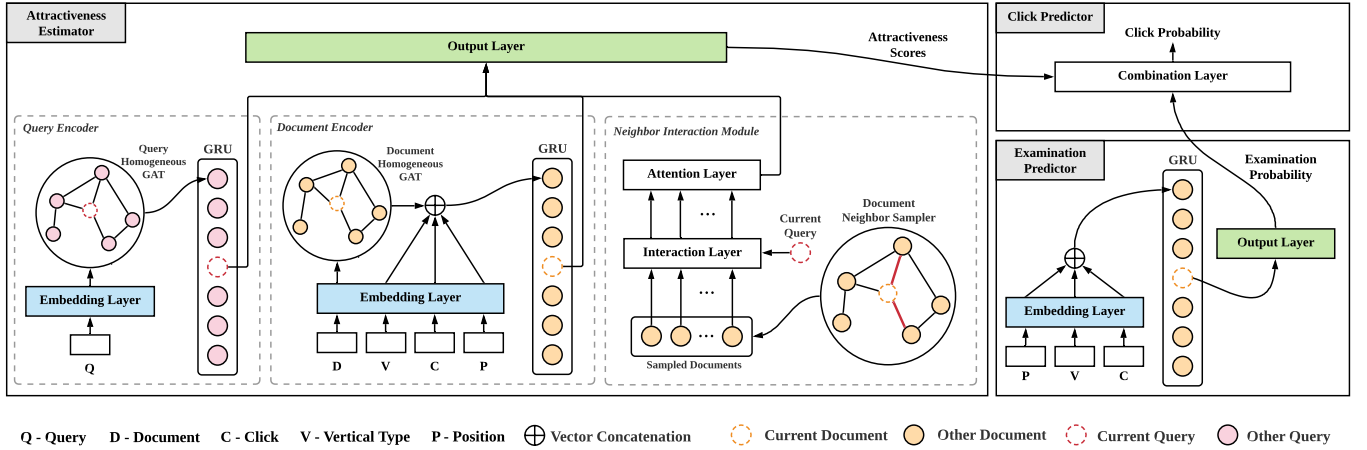 Attractiveness
Estimator
Output Layer
Attractiveness
Scores
Query Encoder
Query
Homogeneous
GAT
GRU
Embedding Layer
Q
Document Encoder
Document
Homogeneous
GAT
GRU
Embedding Layer
D V C P
Neighbor Interaction Module
Attention Layer
...
Interaction Layer
Current
Query
...
...
Sampled Documents
Document
Neighbor Sampler
Click Predictor
Click Probability
Combination Layer
Examination
Predictor
GRU
Examination
Probability
Output Layer
Embedding Layer
P V C
Q - Query D - Document C - Click V - Vertical Type P - Position Vector Concatenation Current Document Other Document Current Query Other Query